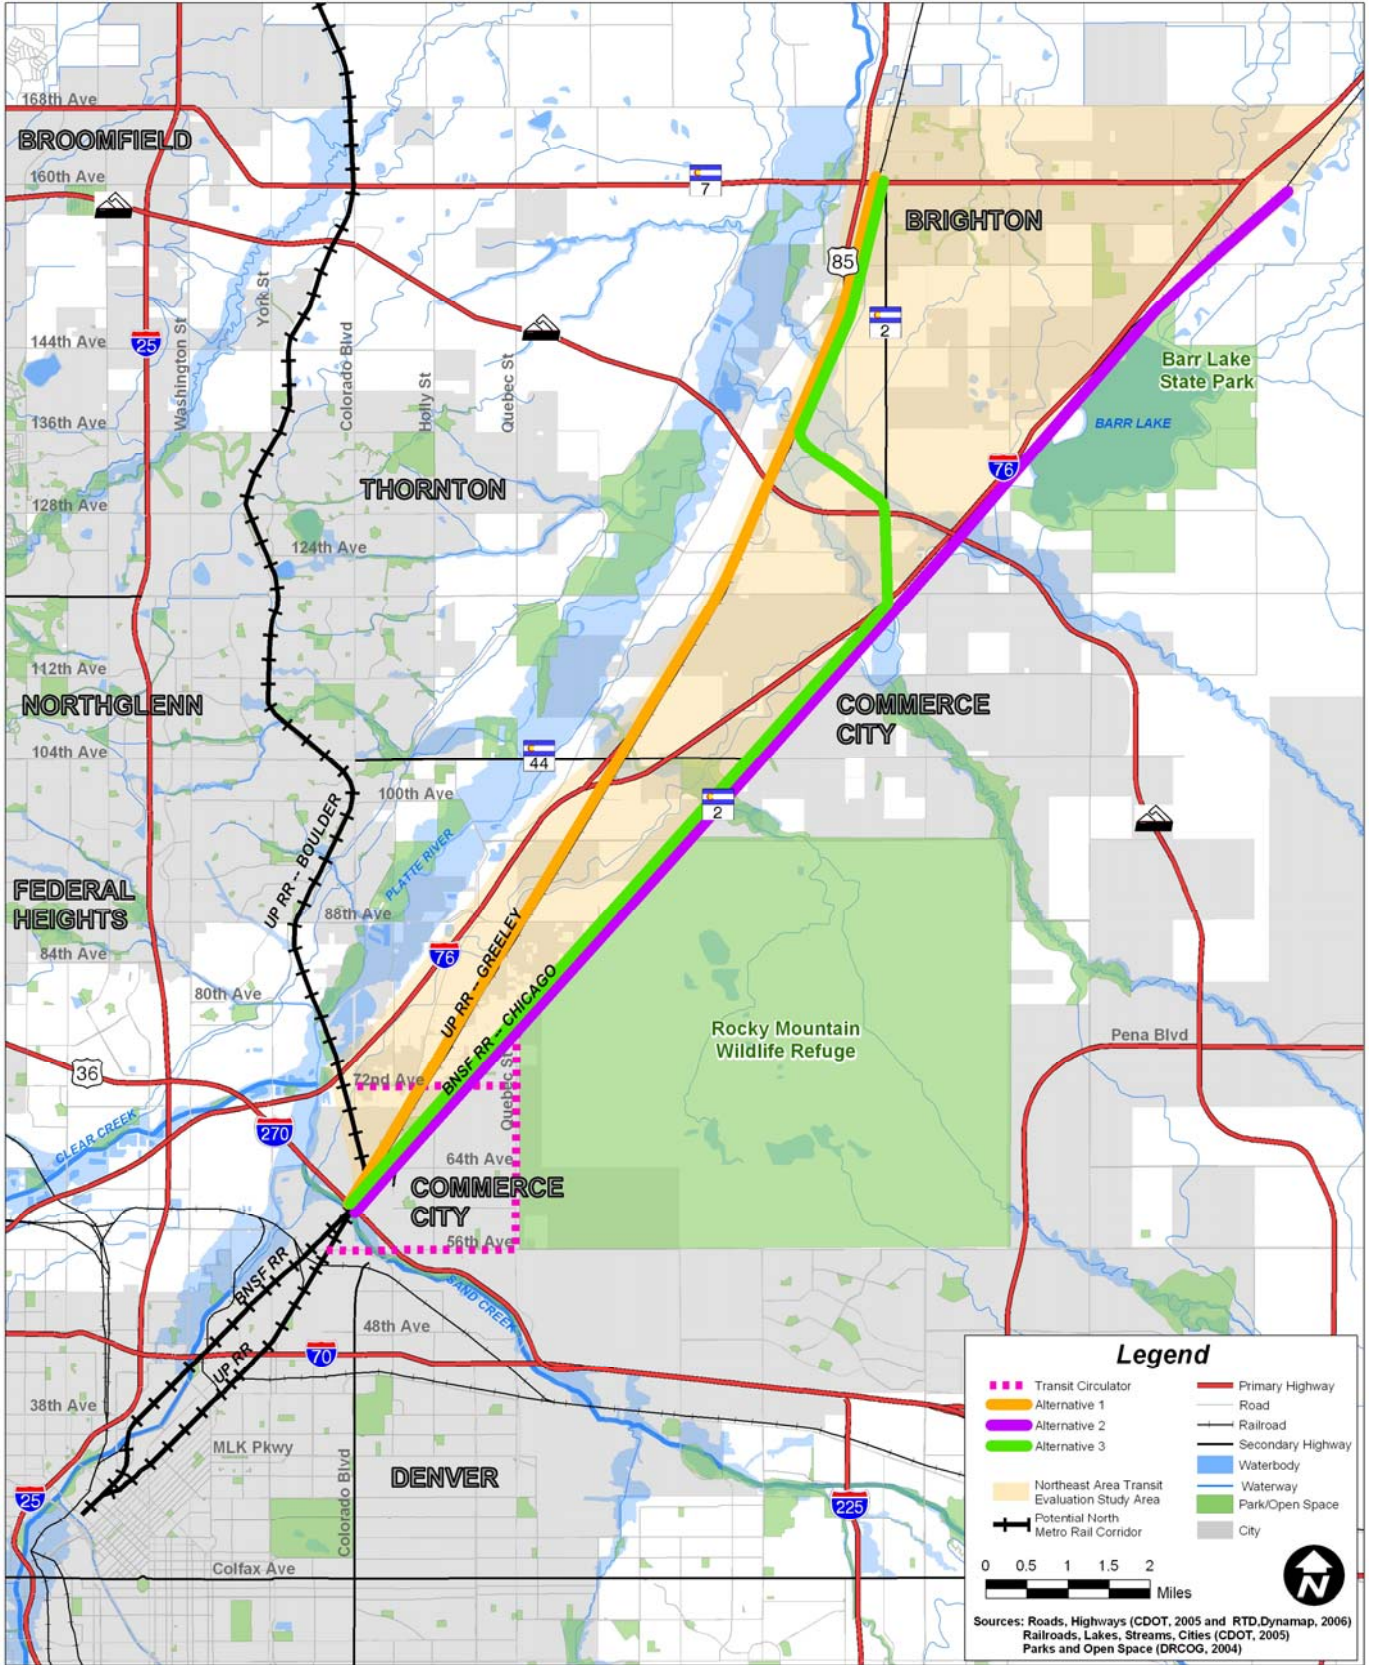 168th Ave
BROOMFIELD
160th Ave
7
BRIGHTON
85
York St
Washington St
Colorado Blvd
2
144th Ave
25
Holly St
Quebec St
Barr Lake
State Park
136th Ave
BARR LAKE
76
THORNTON
128th Ave
124th Ave
112th Ave
NORTHGLENN
COMMERCE
CITY
104th Ave
44
100th Ave
2
UP RR -- BOULDER
PLATTE RIVER
FEDERAL
HEIGHTS
88th Ave
84th Ave
76
UP RR -- GREELEY
BNSF RR -- CHICAGO
80th Ave
Rocky Mountain
Wildlife Refuge
Pena Blvd
36
72nd Ave
Quebec St
CLEAR CREEK
270
64th Ave
COMMERCE
CITY
56th Ave
BNSF RR
SAND CREEK
48th Ave
UP RR
70
38th Ave
MLK Pkwy
Colorado Blvd
DENVER
25
225
Colfax Ave
Legend
Transit Circulator
Alternative 1
Alternative 2
Alternative 3
Northeast Area Transit
Evaluation Study Area
Potential North
Metro Rail Corridor
Primary Highway
Road
Railroad
Secondary Highway
Waterbody
Waterway
Park/Open Space
City
0 0.5 1 1.5 2
Miles
N
Sources: Roads, Highways (CDOT, 2005 and RTD,Dynamap, 2006)
Railroads, Lakes, Streams, Cities (CDOT, 2005)
Parks and Open Space (DRCOG, 2004)